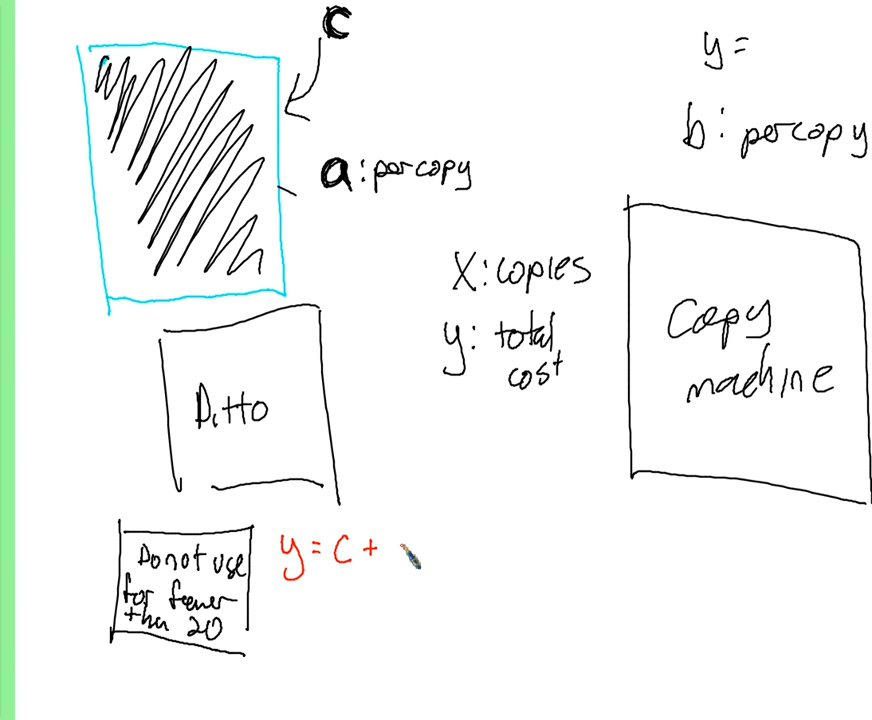 C
a: per copy
y =
b: per copy
x: copies
y: total
cost
Copy
machine
Ditto
Do not use
for fewer
than 20
y = c +